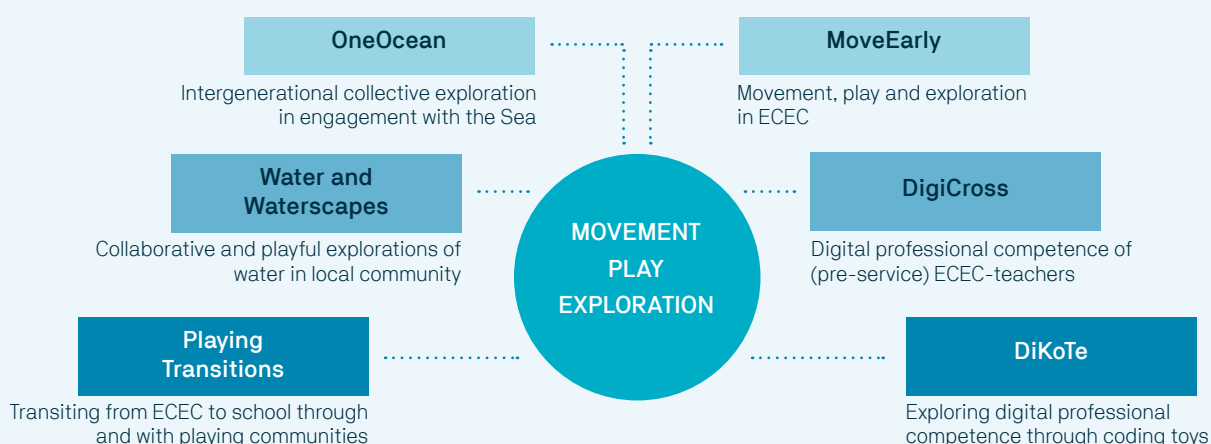 OneOcean
Intergenerational collective exploration
in engagement with the Sea
MoveEarly
Movement, play and exploration
in ECEC
Water and
Waterscapes
Collaborative and playful explorations of
water in local community
MOVEMENT
PLAY
EXPLORATION
DigiCross
Digital professional competence of
(pre-service) ECEC-teachers
Playing
Transitions
Transiting from ECEC to school through
and with playing communities
DiKoTe
Exploring digital professional
competence through coding toys